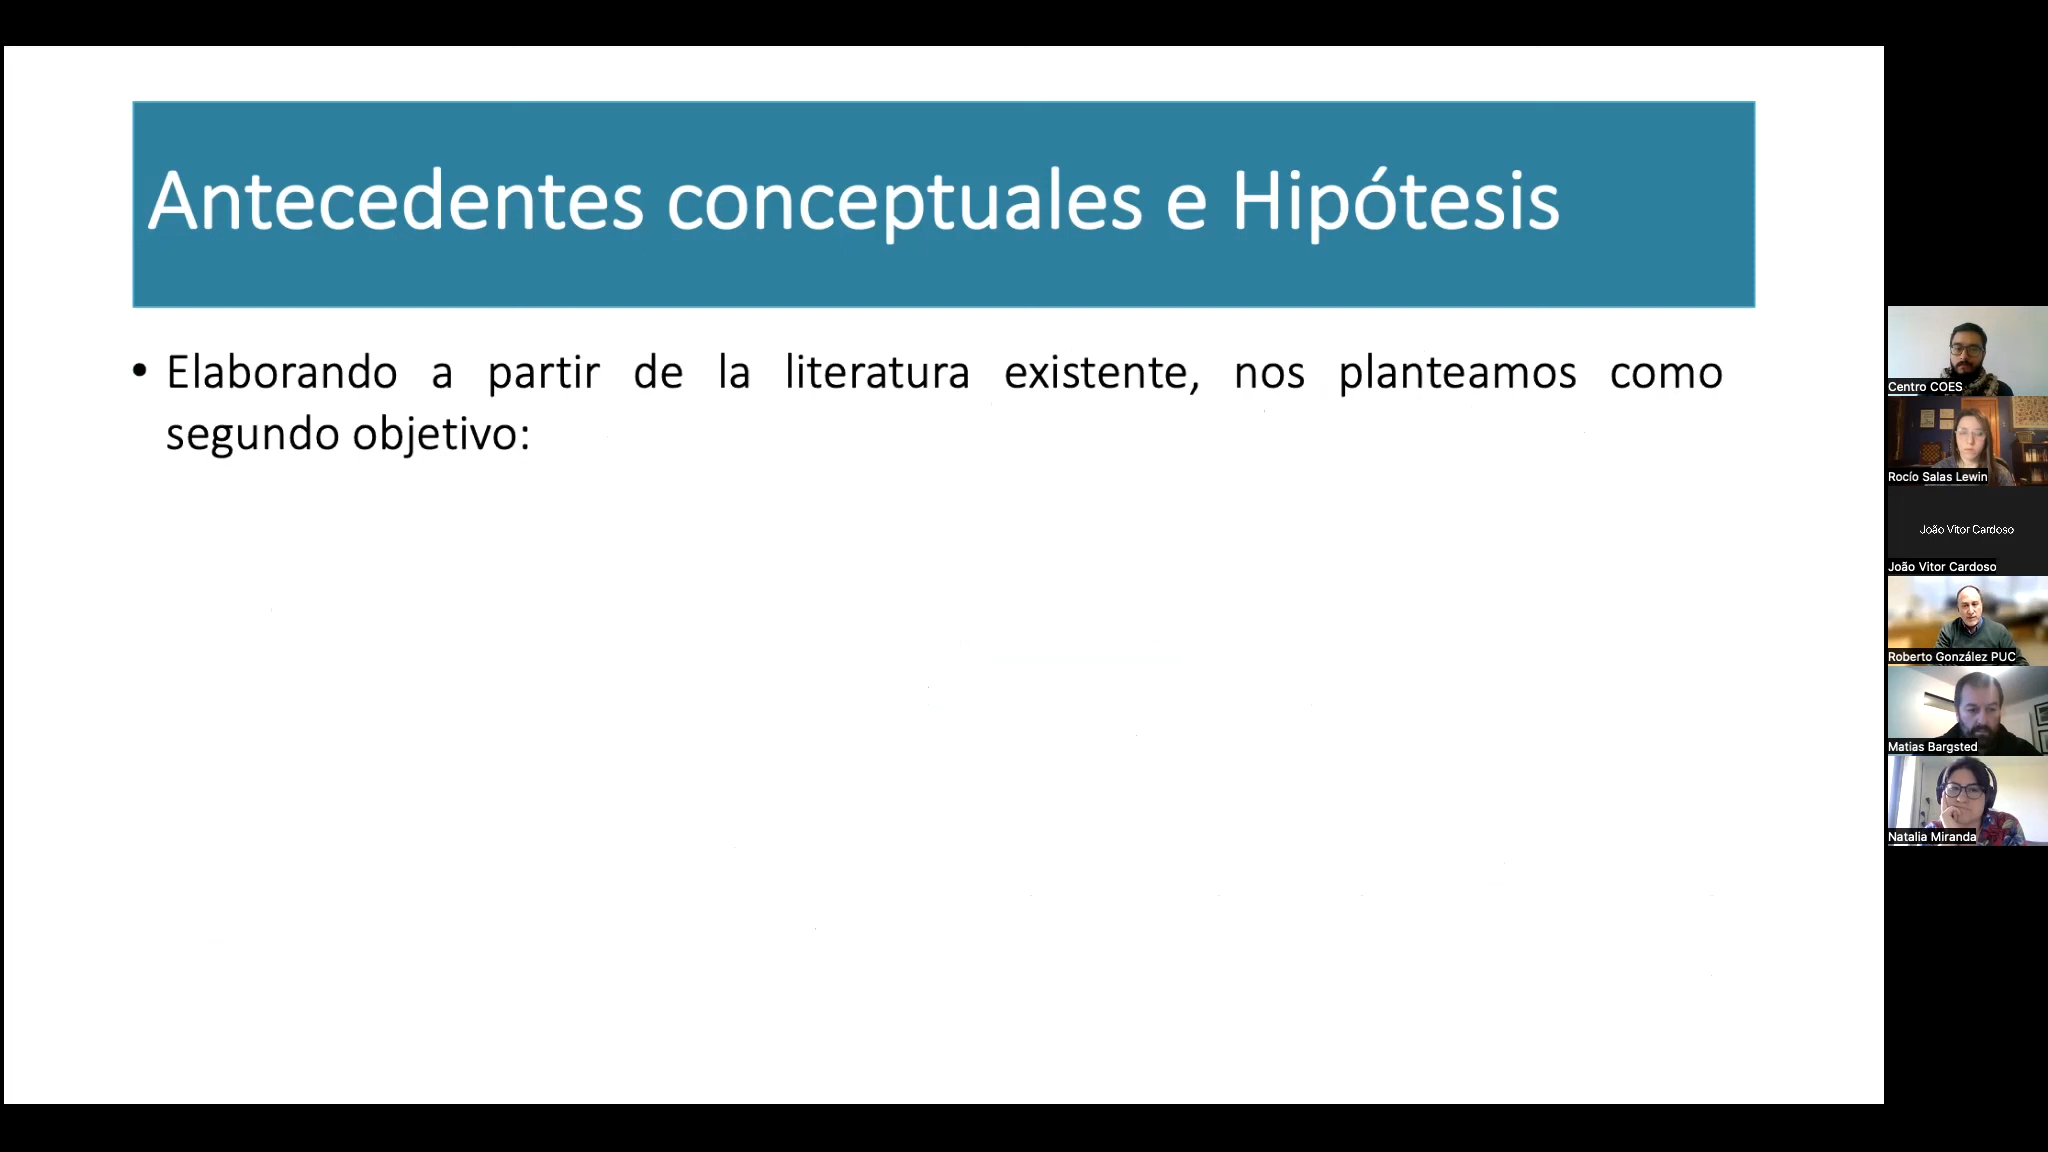 Antecedentes conceptuales e Hipótesis
• Elaborando a partir de la literatura existente, nos planteamos como
segundo objetivo:
Centro COES
Rocío Salas Lewin
João Vitor Cardoso
João Vitor Cardoso
Roberto González PUC
Matias Bargsted
Natalia Miranda